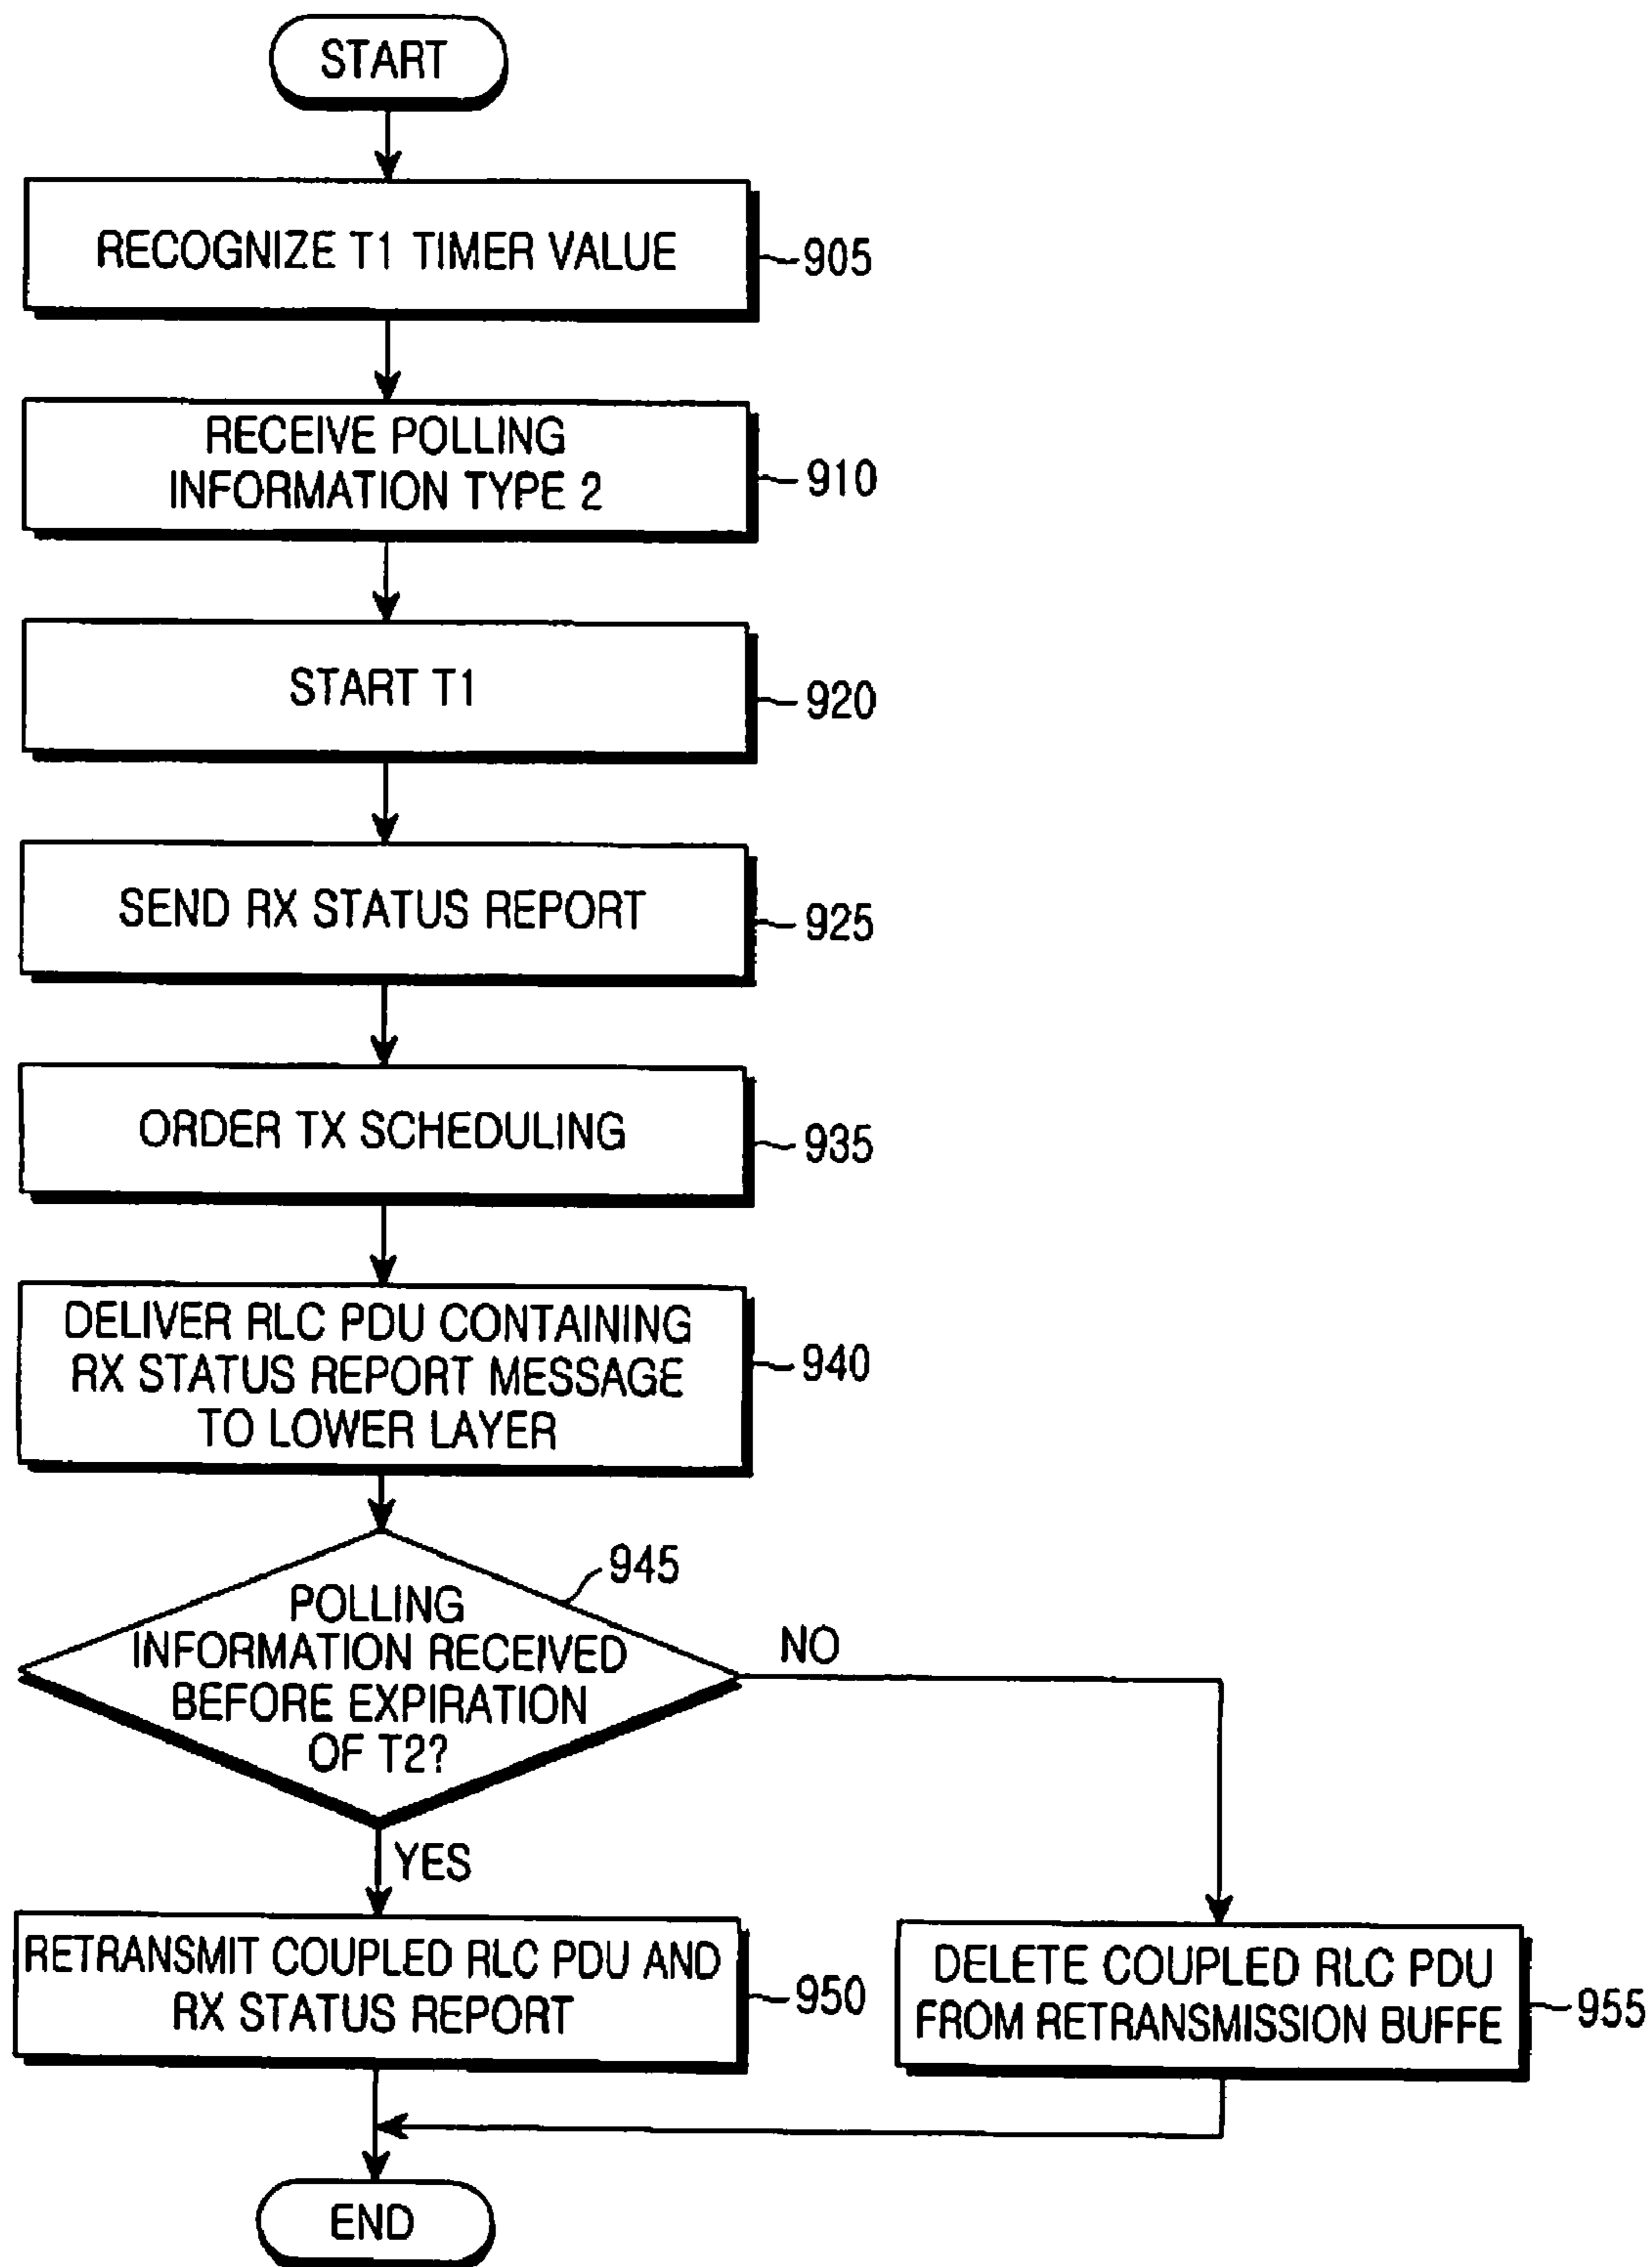 START
RECOGNIZE T1 TIMER VALUE
905
RECEIVE POLLING
INFORMATION TYPE 2
910
START T1
920
SEND RX STATUS REPORT
925
ORDER TX SCHEDULING
935
DELIVER RLC PDU CONTAINING
RX STATUS REPORT MESSAGE
TO LOWER LAYER
940
945
POLLING
INFORMATION RECEIVED
BEFORE EXPIRATION
OF T2?
NO
YES
RETRANSMIT COUPLED RLC PDU AND
RX STATUS REPORT
950
DELETE COUPLED RLC PDU
FROM RETRANSMISSION BUFFE
955
END